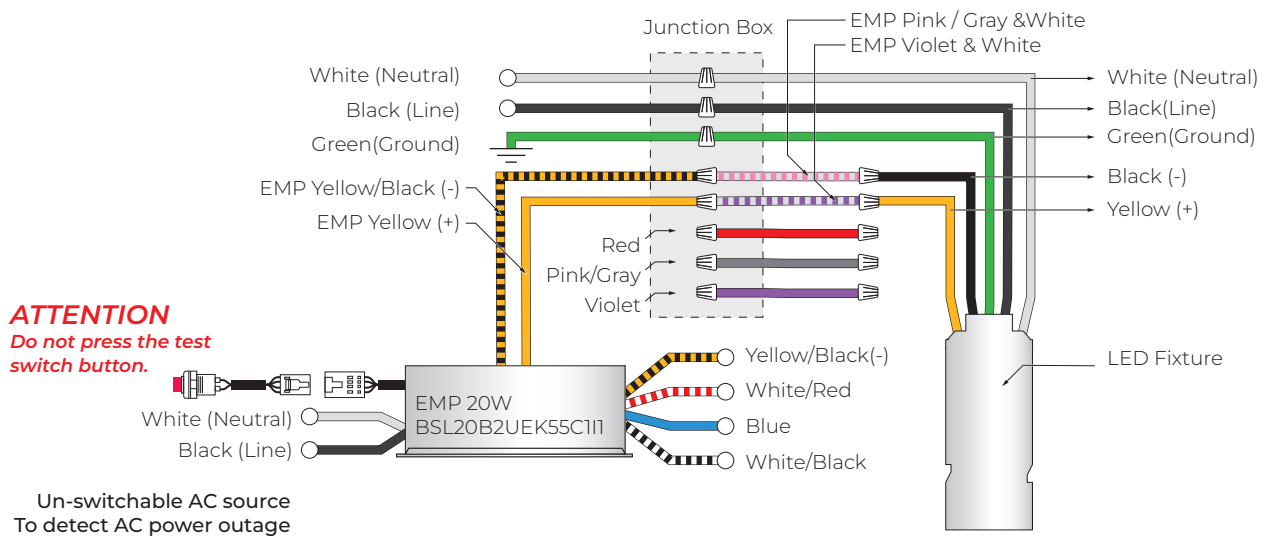 Junction Box
EMP Pink / Gray &White
EMP Violet & White
White (Neutral)
White (Neutral)
Black (Line)
Black(Line)
Green(Ground)
Green(Ground)
EMP Yellow/Black (-)
Black (-)
EMP Yellow (+)
Yellow (+)
Red
Pink/Gray
Violet
ATTENTION
Do not press the test
switch button.
Yellow/Black(-)
LED Fixture
White/Red
EMP 20W
BSL20B2UEK55C1I1
White (Neutral)
Blue
Black (Line)
White/Black
Un-switchable AC source
To detect AC power outage